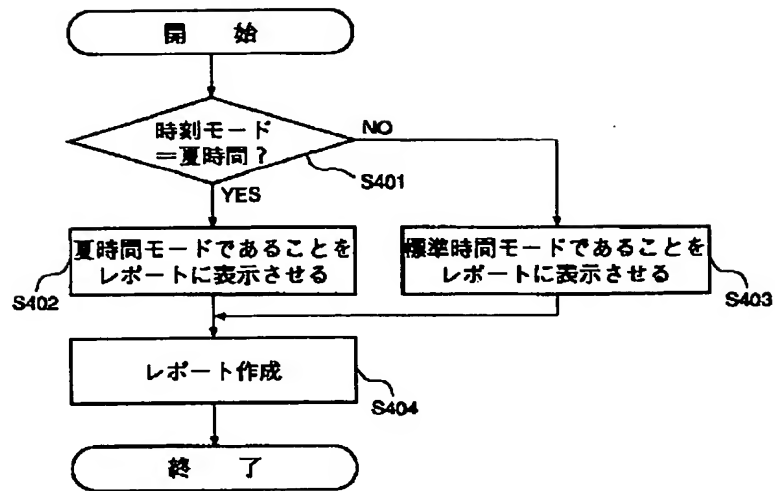 開 始
時刻モード
=夏時間?
NO
S401
YES
夏時間モードであることを
レポートに表示させる
S402
標準時間モードであることを
レポートに表示させる
S403
レポート作成
S404
終 了